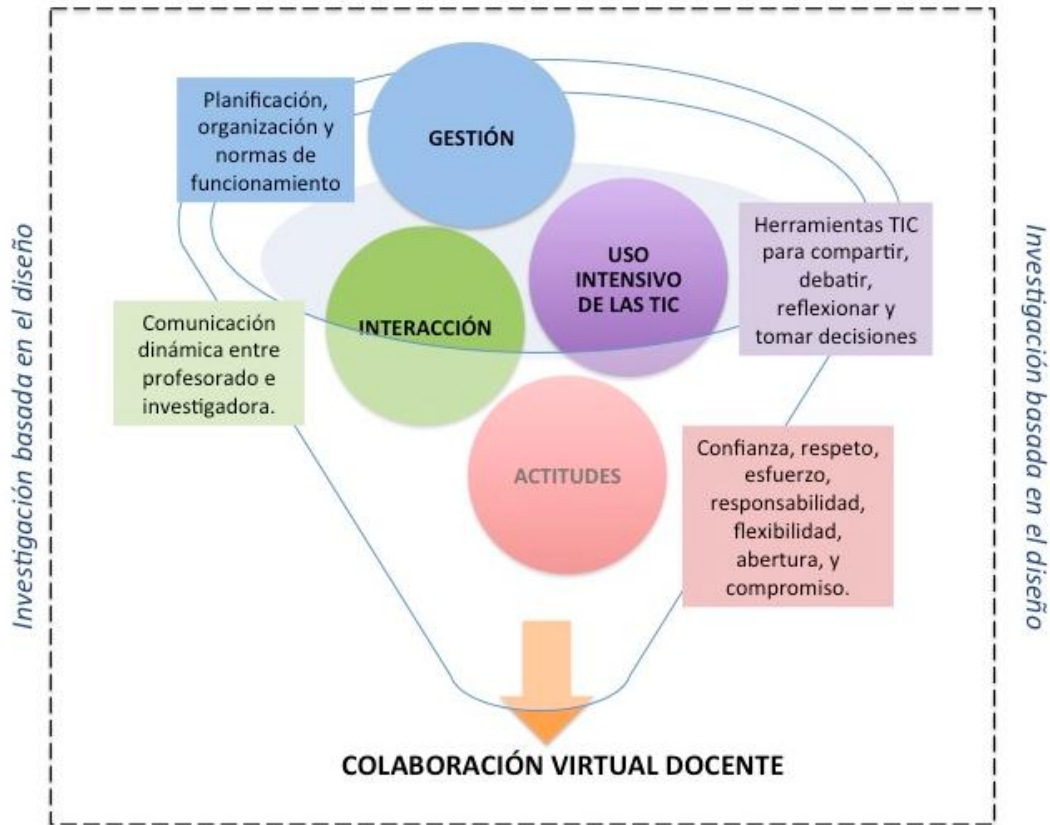 Investigación basada en el diseño
Planificación,
organización y
normas de
funcionamiento
GESTIÓN
USO
INTENSIVO
DE LAS TIC
Herramientas TIC
para compartir,
debatir,
reflexionar y
tomar decisiones
Comunicación
dinámica entre
profesorado e
investigadora.
INTERACCIÓN
ACTITUDES
Confianza, respeto,
esfuerzo,
responsabilidad,
flexibilidad,
abertura, y
compromiso.
COLABORACIÓN VIRTUAL DOCENTE
Investigación basada en el diseño